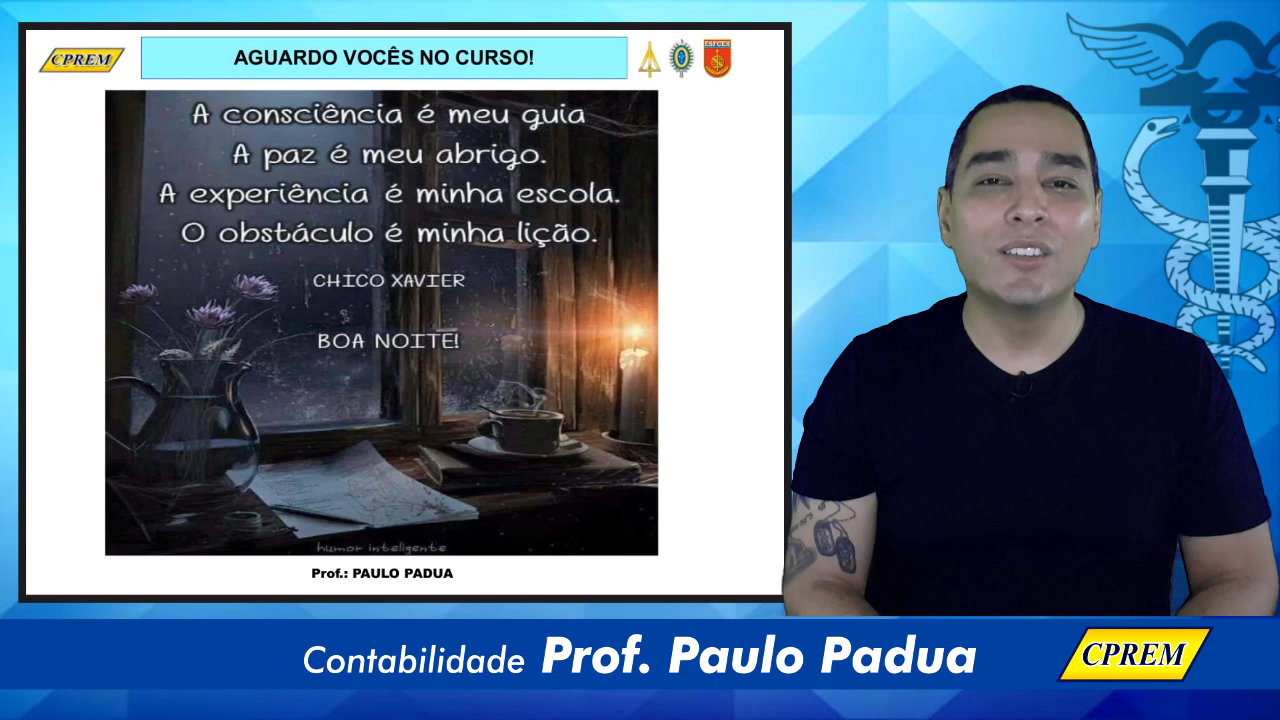 CPREM
AGUARDO VOCÊS NO CURSO!
ESFCEX
A consciência é meu guia
A paz é meu abrigo.
A experiência é minha escola.
O obstáculo é minha lição.
CHICO XAVIER
BOA NOITE!
humor inteligente
Prof.: PAULO PADUA
Contabilidade Prof. Paulo Padua
CPREM